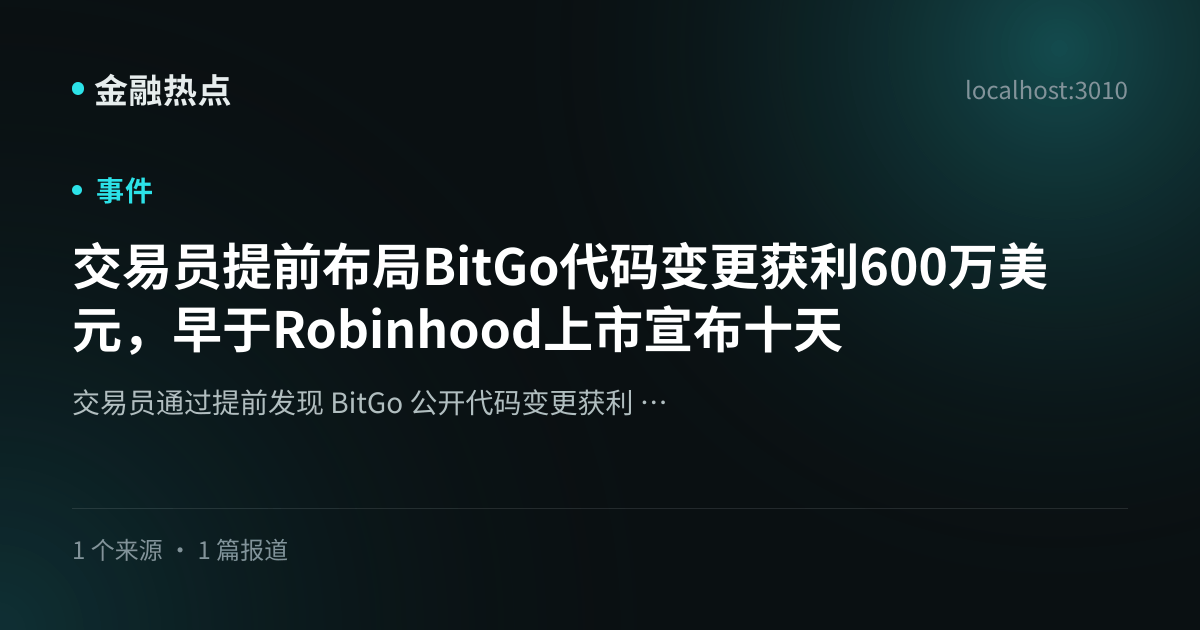 金融热点
localhost:3010
事件
交易员提前布局BitGo代码变更获利600万美
元，早于Robinhood上市宣布十天
交易员通过提前发现 BitGo 公开代码变更获利 ⋯
1 个来源 · 1 篇报道